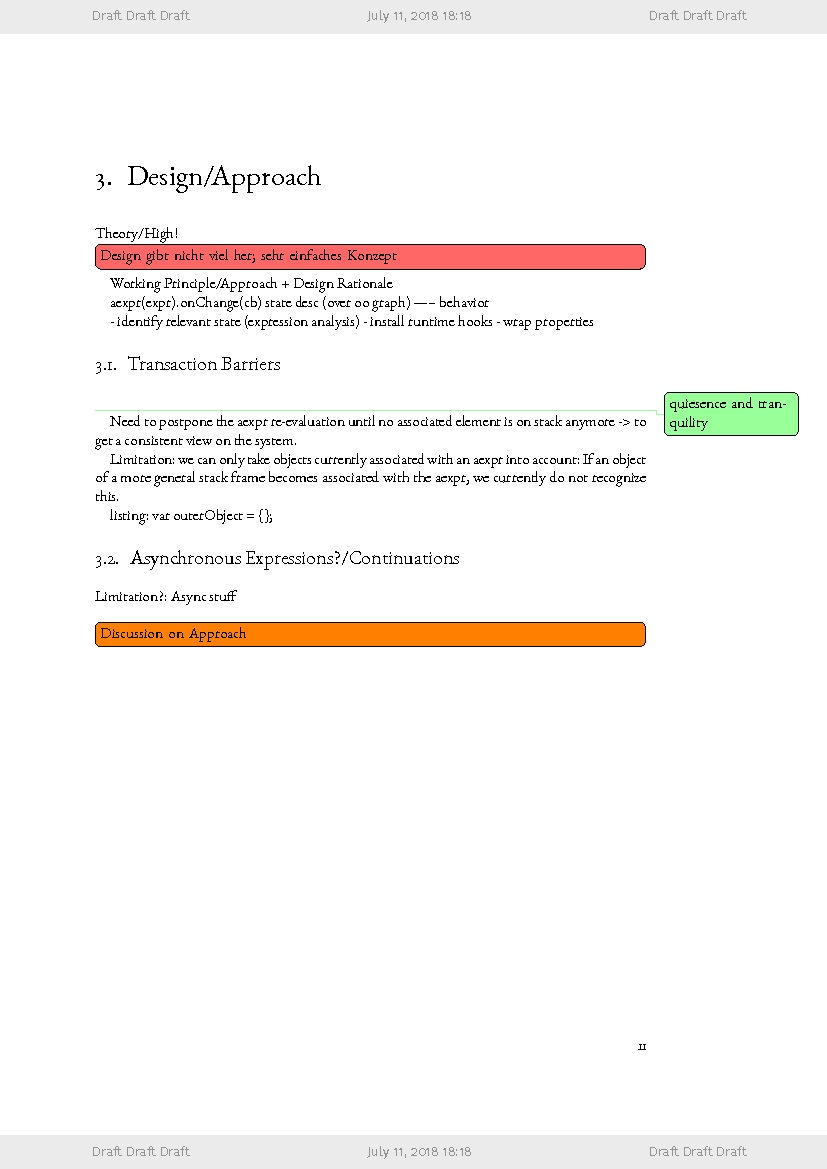 Draft Draft Draft July 11, 2018 18:18 Draft Draft Draft
3. Design/Approach
Theory/High!
Design gibt nicht viel her; sehr einfaches Konzept
Working Principle/Approach + Design Rationale
aexpr(expr).onChange(cb) state desc (over oo graph) —– behavior
- identify relevant state (expression analysis) - install runtime hooks - wrap properties
3.1. Transaction Barriers
quiesence and tran-
quility
Need to postpone the aexpr re-evaluation until no associated element is on stack anymore -> to
get a consistent view on the system.
Limitation: we can only take objects currently associated with an aexpr into account: If an object
of a more general stack frame becomes associated with the aexpr, we currently do not recognize
this.
listing: var outerObject = {};
3.2. Asynchronous Expressions?/Continuations
Limitation?: Async stuff
Discussion on Approach
11
Draft Draft Draft July 11, 2018 18:18 Draft Draft Draft